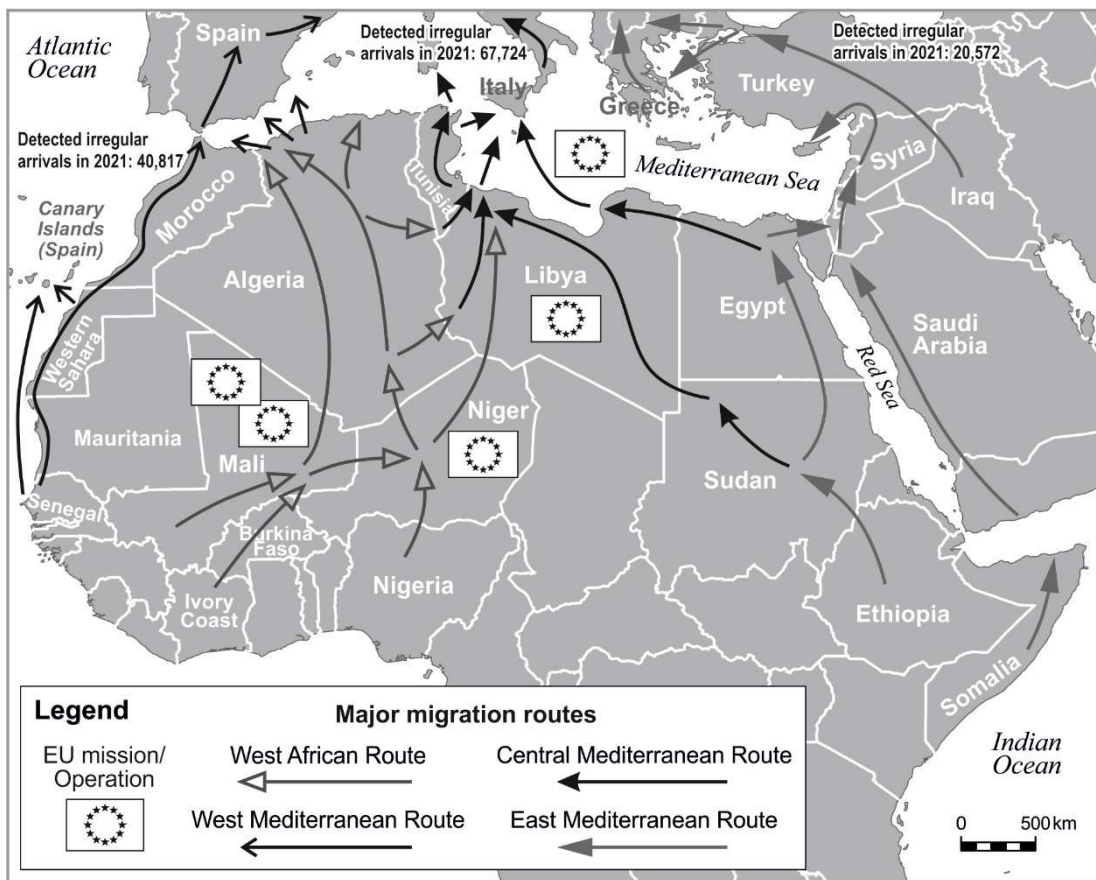 Atlantic
Ocean
Spain
Detected irregular
arrivals in 2021: 67,724
Detected irregular
arrivals in 2021: 20,572
Italy
Greece
Turkey
Detected irregular
arrivals in 2021: 40,817
Mediterranean Sea
Syria
Iraq
Tunisia
Morocco
Canary
Islands
(Spain)
Algeria
Libya
Egypt
Saudi
Arabia
Western
Sahara
Red Sea
Mauritania
Mali
Niger
Sudan
Senegal
Burkina
Faso
Nigeria
Ivory
Coast
Ethiopia
Somalia
Indian
Ocean
Legend
Major migration routes
EU mission/
Operation
West African Route
Central Mediterranean Route
West Mediterranean Route
East Mediterranean Route
0 500 km